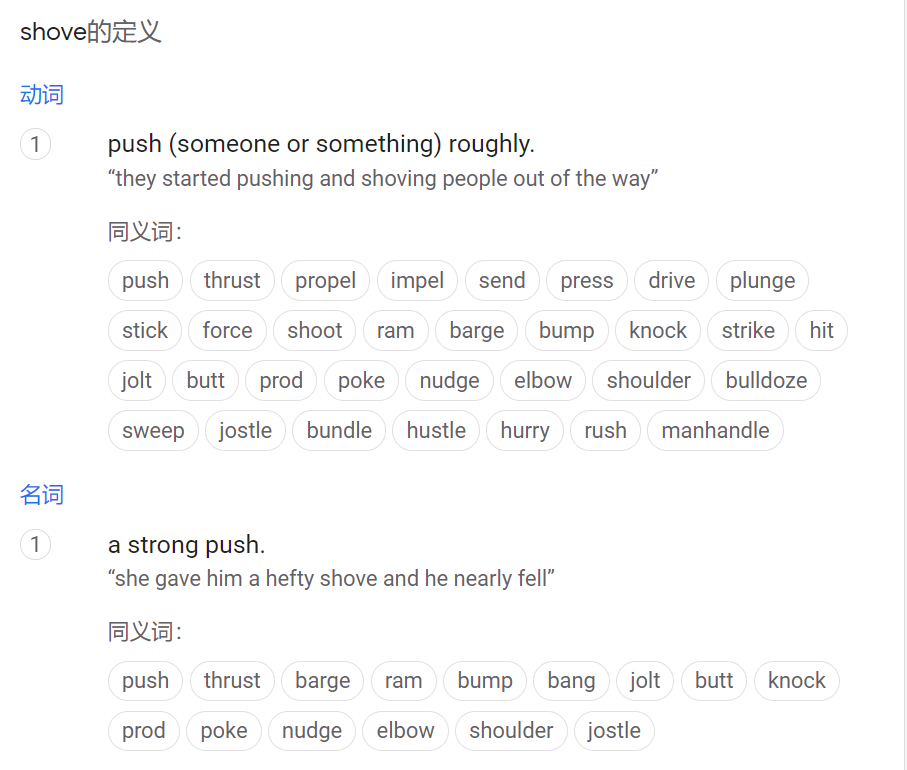 shove的定义
动词
1 push (someone or something) roughly.
“they started pushing and shoving people out of the way”
同义词：
push thrust propel impel send press drive plunge
stick force shoot ram barge bump knock strike hit
jolt butt prod poke nudge elbow shoulder bulldoze
sweep jostle bundle hustle hurry rush manhandle
名词
1 a strong push.
“she gave him a hefty shove and he nearly fell”
同义词：
push thrust barge ram bump bang jolt butt knock
prod poke nudge elbow shoulder jostle